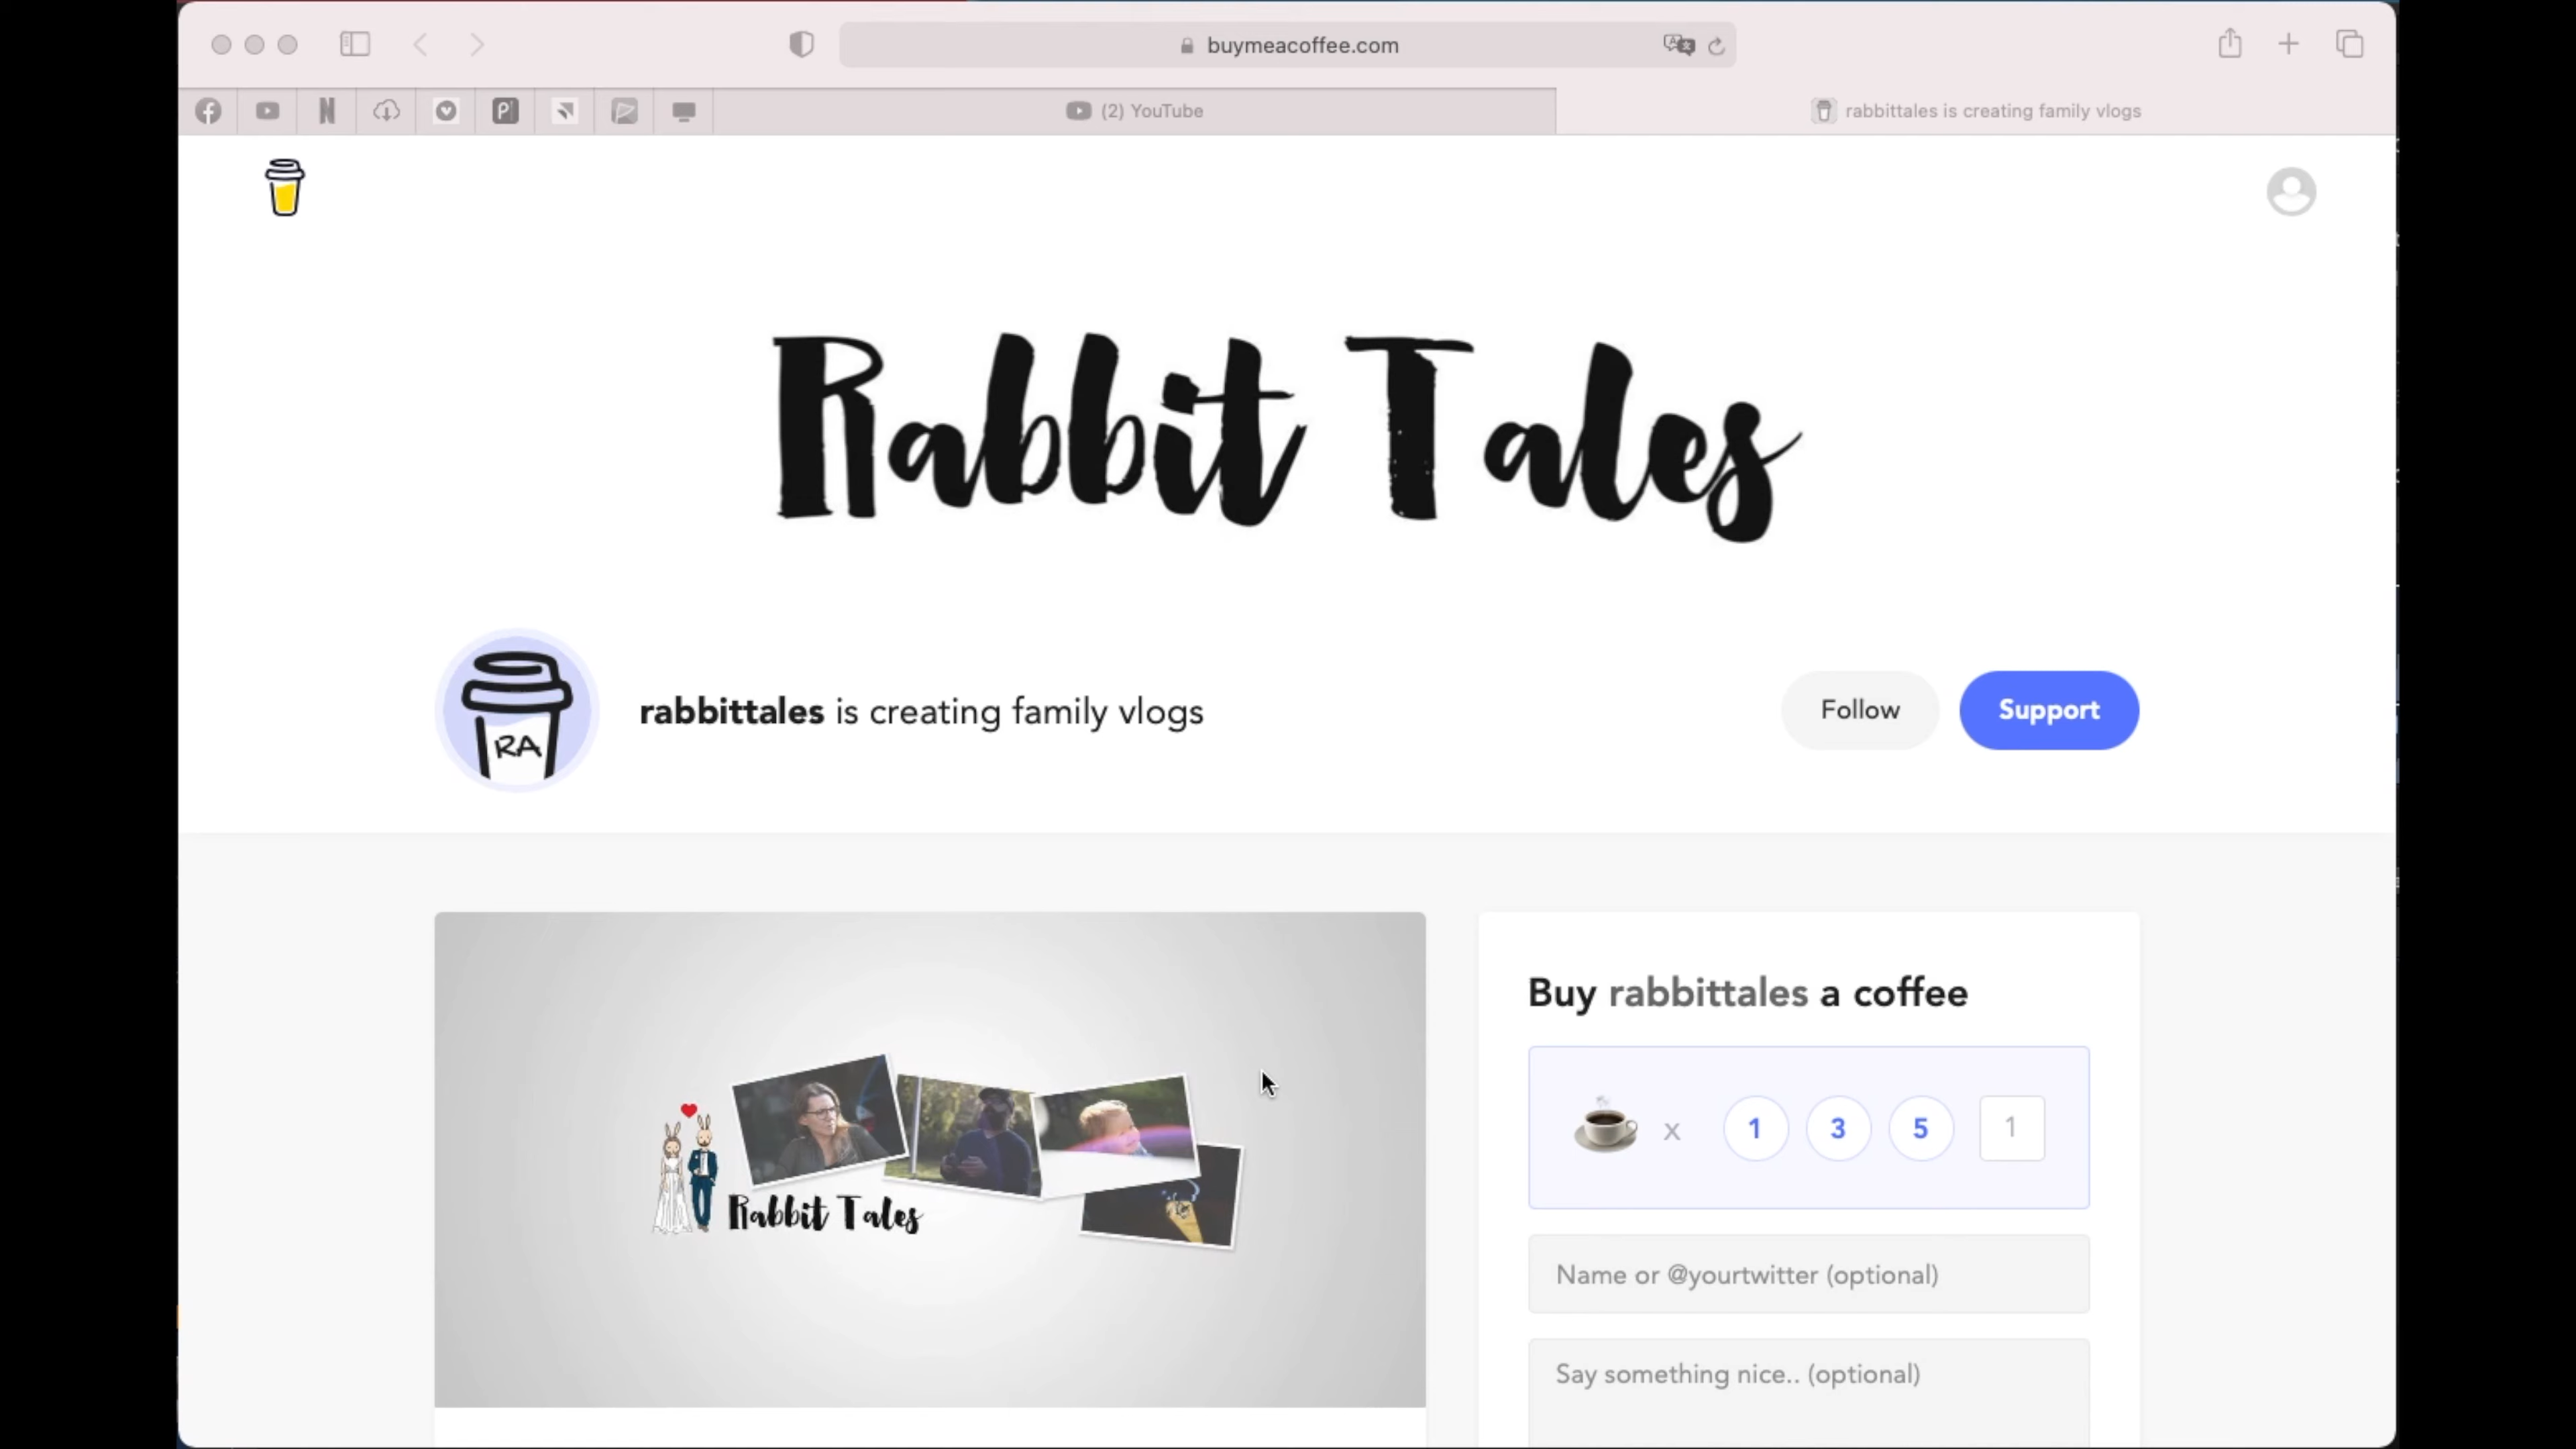 buymeacoffee.com
(2) YouTube
rabbittales is creating family vlogs
Rabbit Tales
RA
rabbittales is creating family vlogs
Follow
Support
Rabbit Tales
Buy rabbittales a coffee
x 1 3 5 1
Name or @yourtwitter (optional)
Say something nice.. (optional)